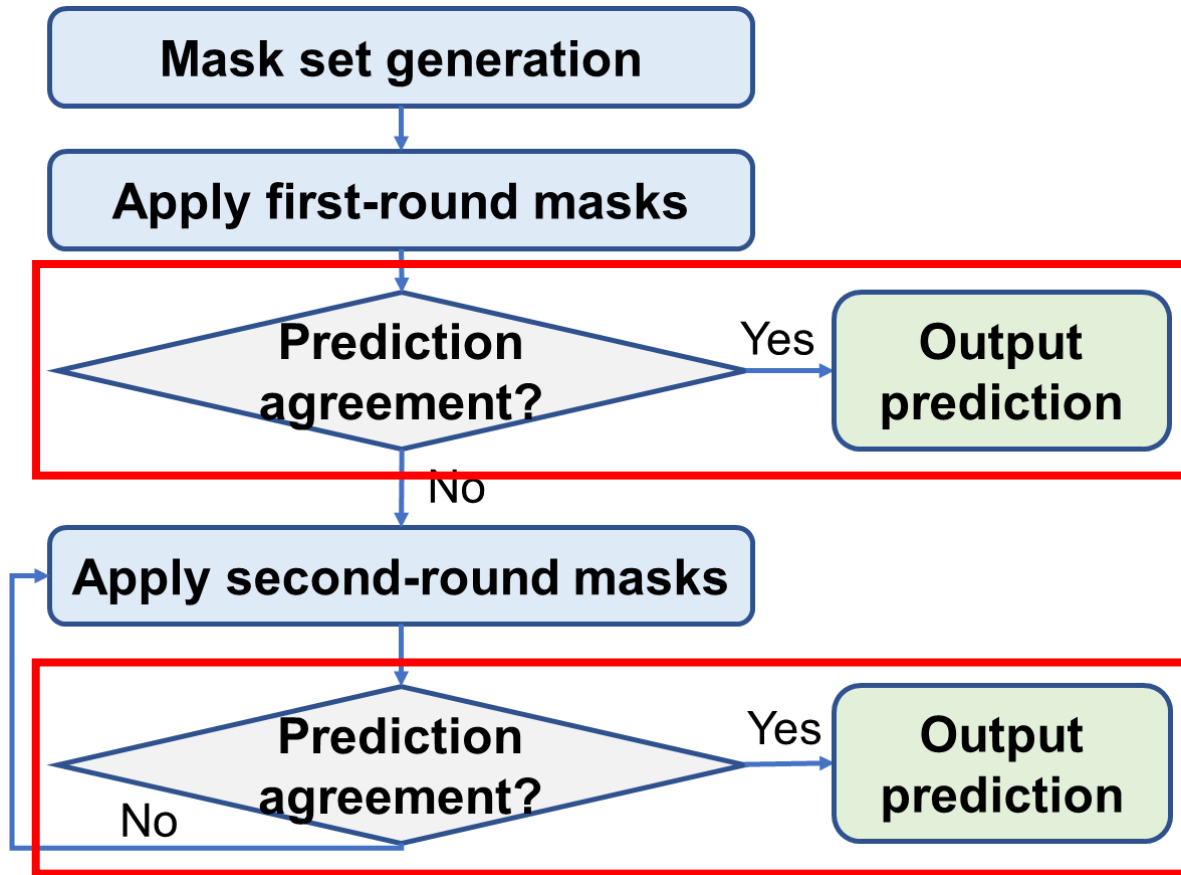 Mask set generation
Apply first-round masks
Prediction
agreement?
Yes
Output
prediction
No
Apply second-round masks
Prediction
agreement?
Yes
Output
prediction
No